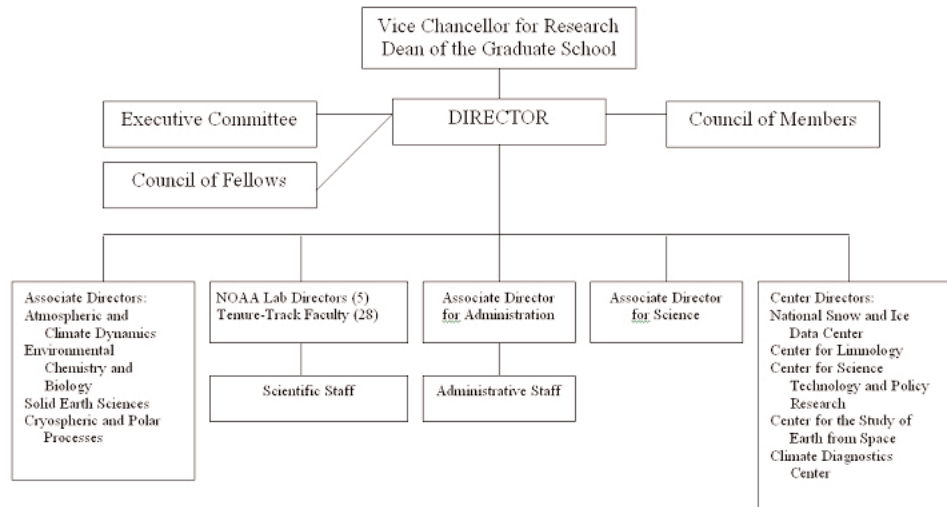 Vice Chancellor for Research
Dean of the Graduate School
Executive Committee
DIRECTOR
Council of Members
Council of Fellows
Associate Directors:
Atmospheric and
Climate Dynamics
Environmental
Chemistry and
Biology
Solid Earth Sciences
Cryospheric and Polar
Processes
NOAA Lab Directors (5)
Tenure-Track Faculty (28)
Scientific Staff
Associate Director
for Administration
Administrative Staff
Associate Director
for Science
Center Directors:
National Snow and Ice
Data Center
Center for Limnology
Center for Science
Technology and Policy
Research
Center for the Study of
Earth from Space
Climate Diagnostics
Center